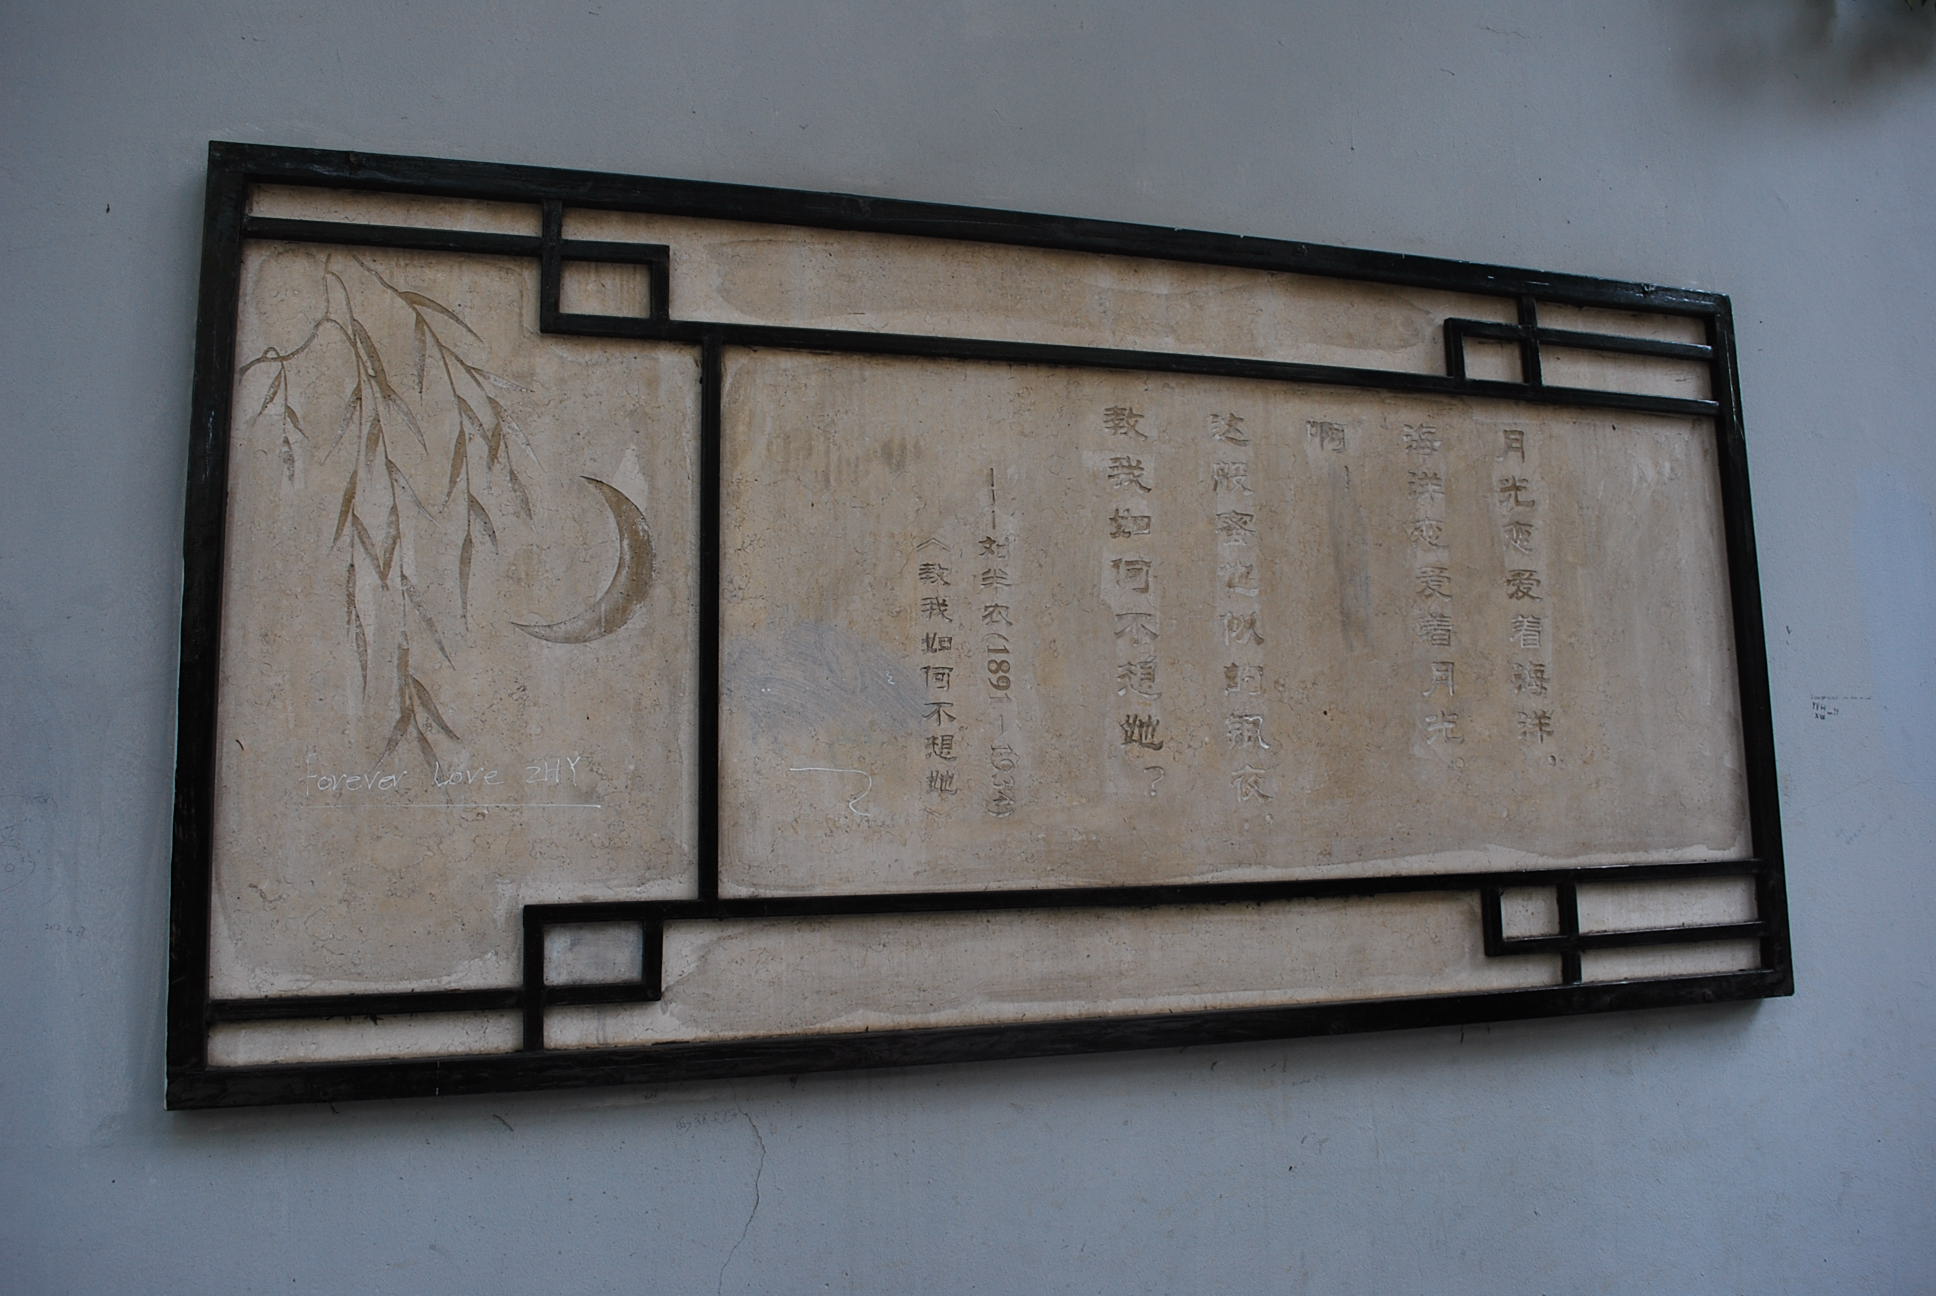 月光恋爱着海洋，
海洋恋爱着月光。
啊！
这般蜜也似的银夜，
教我如何不想她？
——刘半农(1891—1934)
《教我如何不想她》
forever Love ZHY